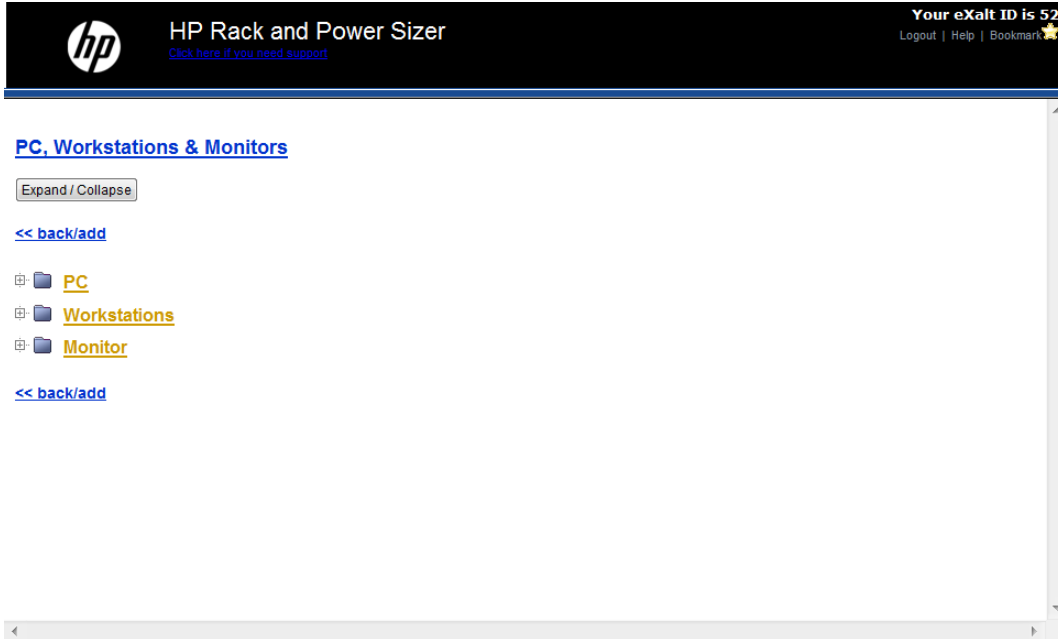 hp
HP Rack and Power Sizer
Click here if you need support
Your eXalt ID is 52
Logout | Help | Bookmark
PC, Workstations & Monitors
Expand / Collapse
<< back/add
PC
Workstations
Monitor
<< back/add